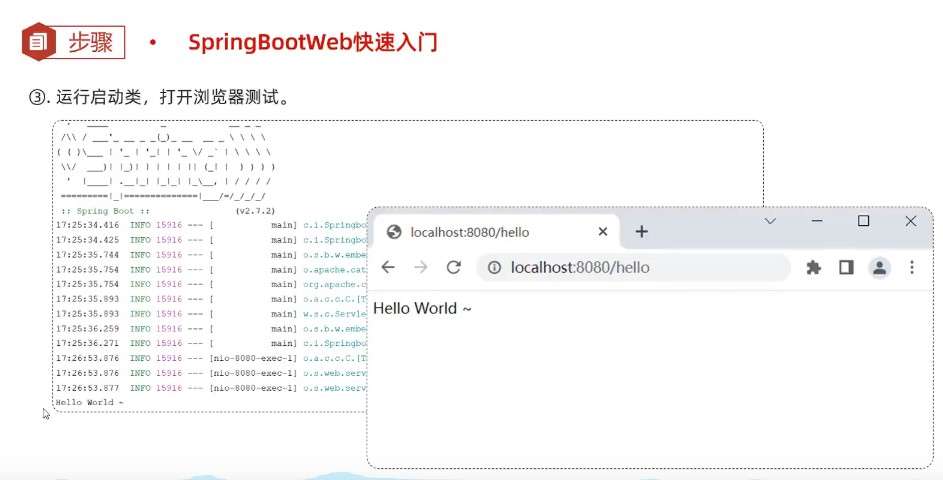 步骤 • SpringBootWeb快速入门
③. 运行启动类，打开浏览器测试。
:: Spring Boot :: (v2.7.2)
17:25:34.416 INFO 15916 --- [ main] c.i.Springbo
17:25:34.425 INFO 15916 --- [ main] c.i.Springbo
17:25:35.744 INFO 15916 --- [ main] o.s.b.w.embe
17:25:35.754 INFO 15916 --- [ main] o.apache.cat
17:25:35.754 INFO 15916 --- [ main] org.apache.c
17:25:35.893 INFO 15916 --- [ main] o.a.c.c.C.[T
17:25:35.893 INFO 15916 --- [ main] w.s.c.Servle
17:25:36.259 INFO 15916 --- [ main] o.s.b.w.embe
17:25:36.271 INFO 15916 --- [ main] c.i.Springbo
17:26:53.876 INFO 15916 --- [nio-8080-exec-1] o.a.c.c.C.[T
17:26:53.876 INFO 15916 --- [nio-8080-exec-1] o.s.web.serv
17:26:53.877 INFO 15916 --- [nio-8080-exec-1] o.s.web.serv
Hello World ~
localhost:8080/hello
localhost:8080/hello
Hello World ~